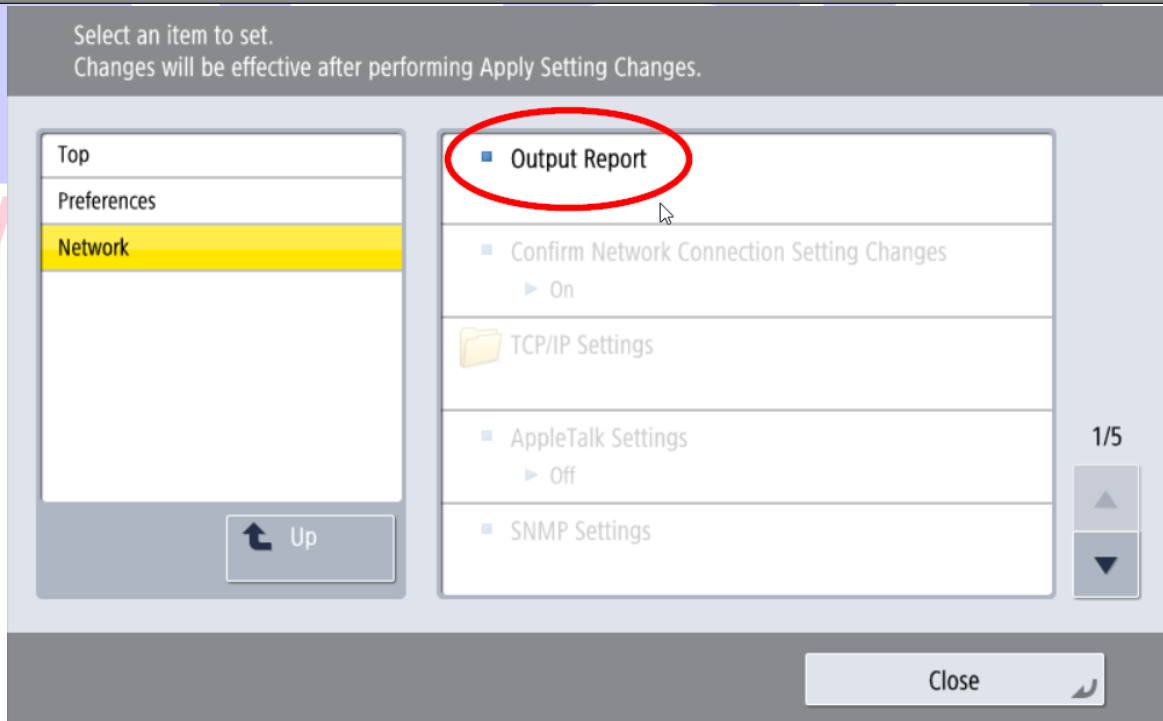 Select an item to set.
Changes will be effective after performing Apply Setting Changes.
Top
Preferences
Network
Up
Output Report
Confirm Network Connection Setting Changes
On
TCP/IP Settings
AppleTalk Settings
Off
SNMP Settings
1/5
Close